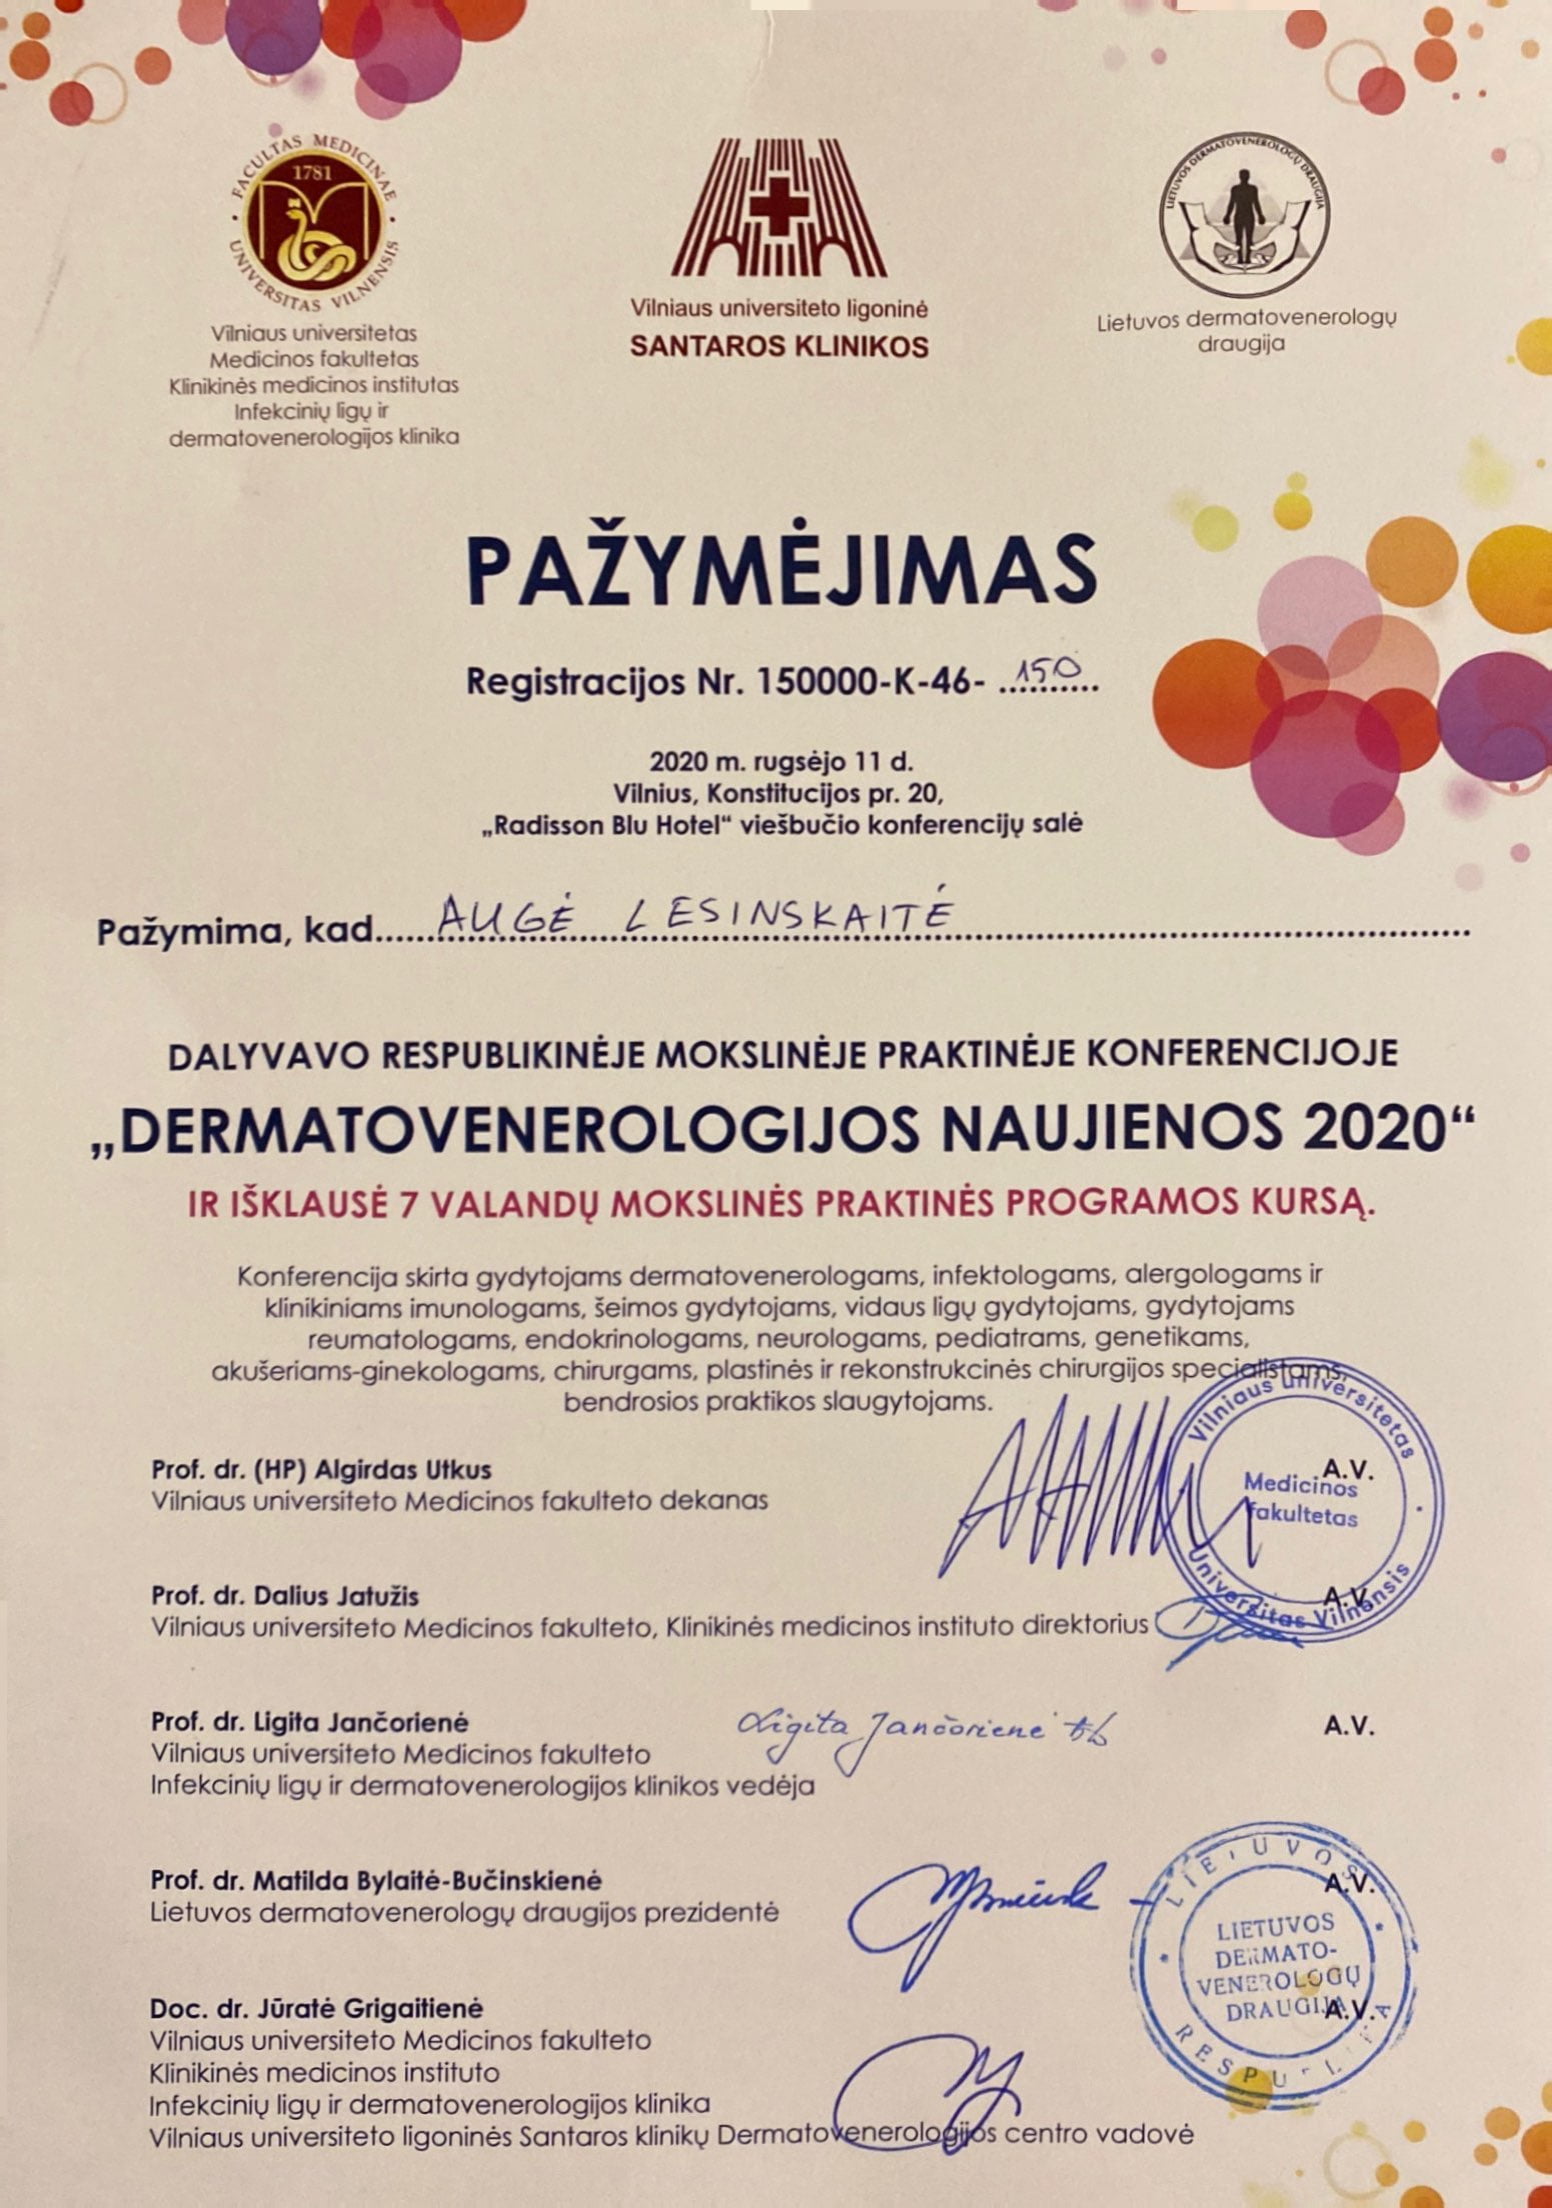 FACULTAS MEDICINAE
1781
UNIVERSITAS VILNENSIS
Vilniaus universitetas
Medicinos fakultetas
Klinikinės medicinos institutas
Infekcinių ligų ir
dermatovenerologijos klinika
Vilniaus universiteto ligoninė
SANTAROS KLINIKOS
LIETUVOS DERMATOVENEROLOGŲ DRAUGIJA
Lietuvos dermatovenerologų
draugija
PAŽYMĖJIMAS
Registracijos Nr. 150000-K-46- 150
2020 m. rugsėjo 11 d.
Vilnius, Konstitucijos pr. 20,
„Radisson Blu Hotel“ viešbučio konferencijų salė
Pažymima, kad AUGĖ LESINSKAITĖ
DALYVAVO RESPUBLIKINĖJE MOKSLINĖJE PRAKTINĖJE KONFERENCIJOJE
„DERMATOVENEROLOGIJOS NAUJIENOS 2020“
IR IŠKLAUSĖ 7 VALANDŲ MOKSLINĖS PRAKTINĖS PROGRAMOS KURSĄ.
Konferencija skirta gydytojams dermatovenerologams, infektologams, alergologams ir
klinikiniams imunologams, šeimos gydytojams, vidaus ligų gydytojams, gydytojams
reumatologams, endokrinologams, neurologams, pediatrams, genetikams,
akušeriams-ginekologams, chirurgams, plastinės ir rekonstrukcinės chirurgijos specialistams,
bendrosios praktikos slaugytojams.
Prof. dr. (HP) Algirdas Utkus A.V.
Vilniaus universiteto Medicinos fakulteto dekanas
Vilniaus universitetas
Medicinos
fakultetas
Universitas Vilnensis
Prof. dr. Dalius Jatužis A.V.
Vilniaus universiteto Medicinos fakulteto, Klinikinės medicinos instituto direktorius
Prof. dr. Ligita Jančorienė Ligita Jančorienė A.V.
Vilniaus universiteto Medicinos fakulteto
Infekcinių ligų ir dermatovenerologijos klinikos vedėja
Prof. dr. Matilda Bylaitė-Bučinskienė A.V.
Lietuvos dermatovenerologų draugijos prezidentė
LIETUVOS
LIETUVOS
DERMATO-
VENEROLOGŲ
DRAUGIJA
Doc. dr. Jūratė Grigaitienė A.V.
Vilniaus universiteto Medicinos fakulteto
Klinikinės medicinos instituto
Infekcinių ligų ir dermatovenerologijos klinika
Vilniaus universiteto ligoninės Santaros klinikų Dermatovenerologijos centro vadovė